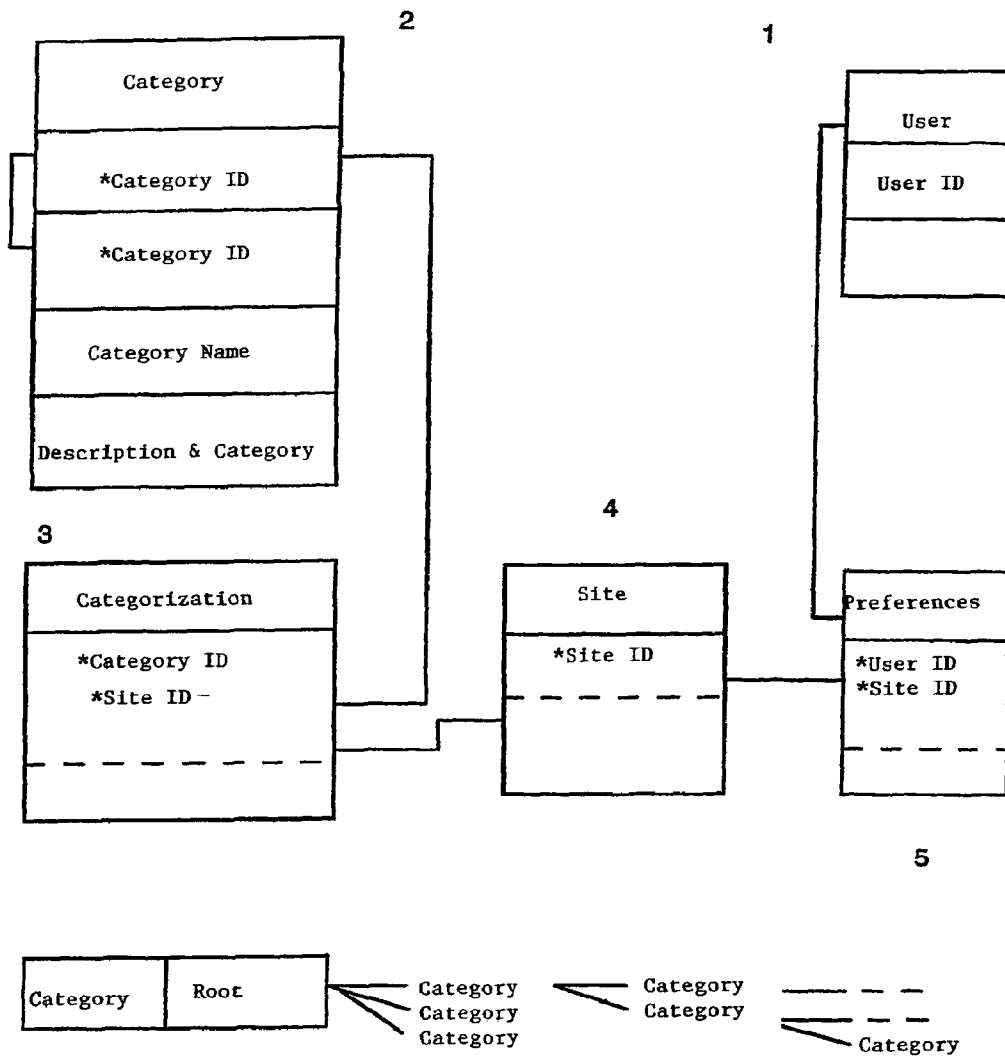 2
Category
*Category ID
*Category ID
Category Name
Description & Category
1
User
User ID
3
Categorization
*Category ID
*Site ID
4
Site
*Site ID
Preferences
*User ID
*Site ID
5
Category
Root
Category
Category
Category
Category
Category
Category